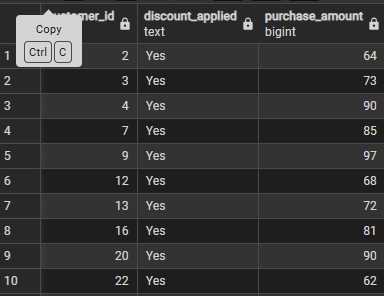 ustomer_id discount_applied purchase_amount
text bigint
Copy
Ctrl C
1 2 Yes 64
2 3 Yes 73
3 4 Yes 90
4 7 Yes 85
5 9 Yes 97
6 12 Yes 68
7 13 Yes 72
8 16 Yes 81
9 20 Yes 90
10 22 Yes 62